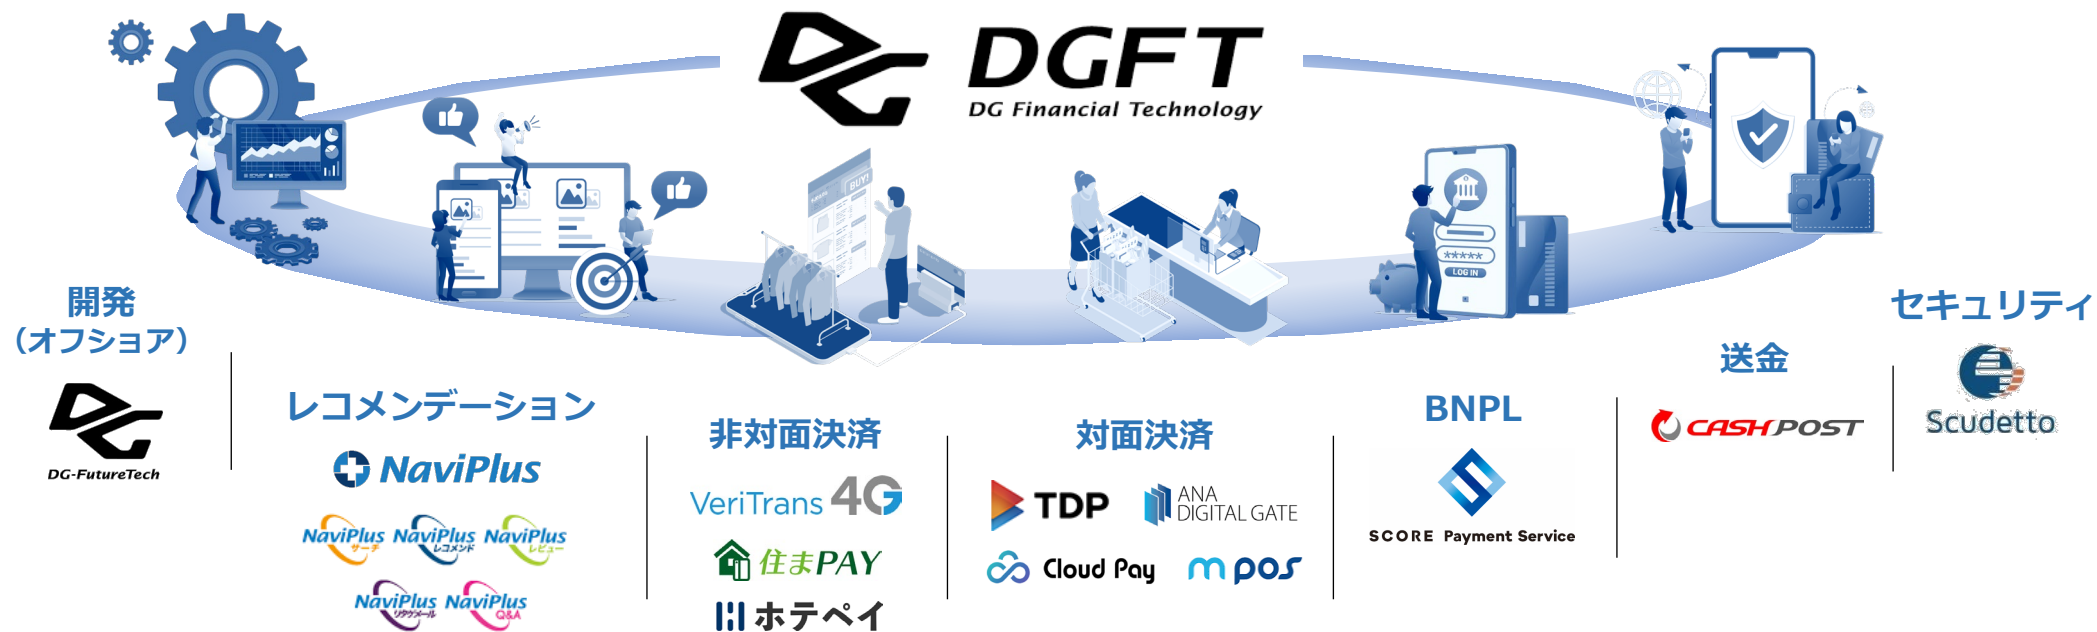 DGFT
DG Financial Technology
BUY!
*****
LOG IN
開発
（オフショア）
DG-FutureTech
レコメンデーション
NaviPlus
NaviPlus サーチ
NaviPlus レコメンド
NaviPlus レビュー
NaviPlus リタゲメール
NaviPlus Q&A
非対面決済
VeriTrans 4G
住まPAY
ホテペイ
対面決済
TDP
ANA
DIGITAL GATE
Cloud Pay
mpos
BNPL
SCORE Payment Service
送金
CASHPOST
セキュリティ
Scudetto